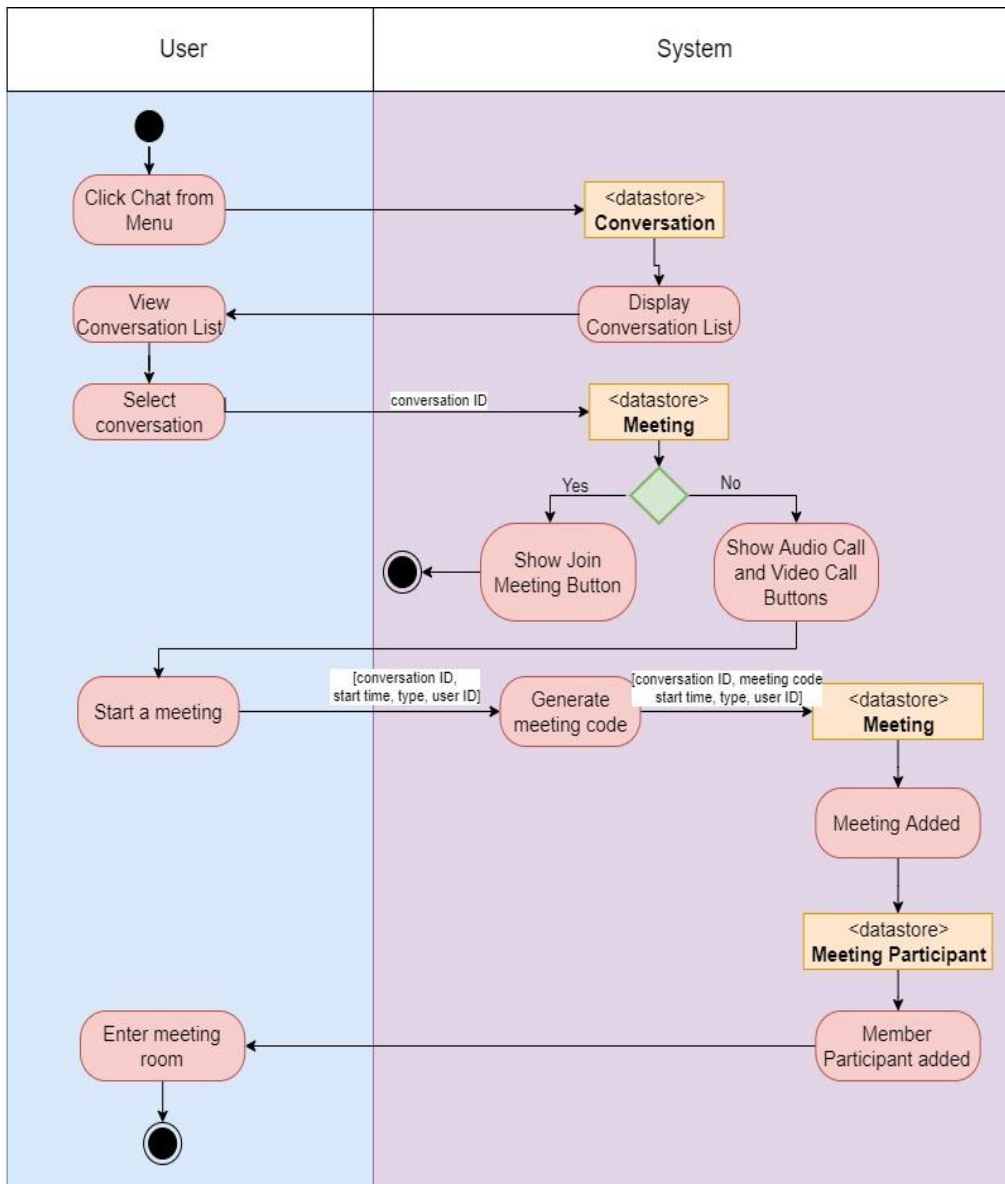 User
System
Click Chat from
Menu
<datastore>
Conversation
View
Conversation List
Display
Conversation List
Select
conversation
conversation ID
<datastore>
Meeting
Yes
No
Show Join
Meeting Button
Show Audio Call
and Video Call
Buttons
Start a meeting
[conversation ID,
start time, type, user ID]
Generate
meeting code
[conversation ID, meeting code
start time, type, user ID]
<datastore>
Meeting
Meeting Added
<datastore>
Meeting Participant
Enter meeting
room
Member
Participant added